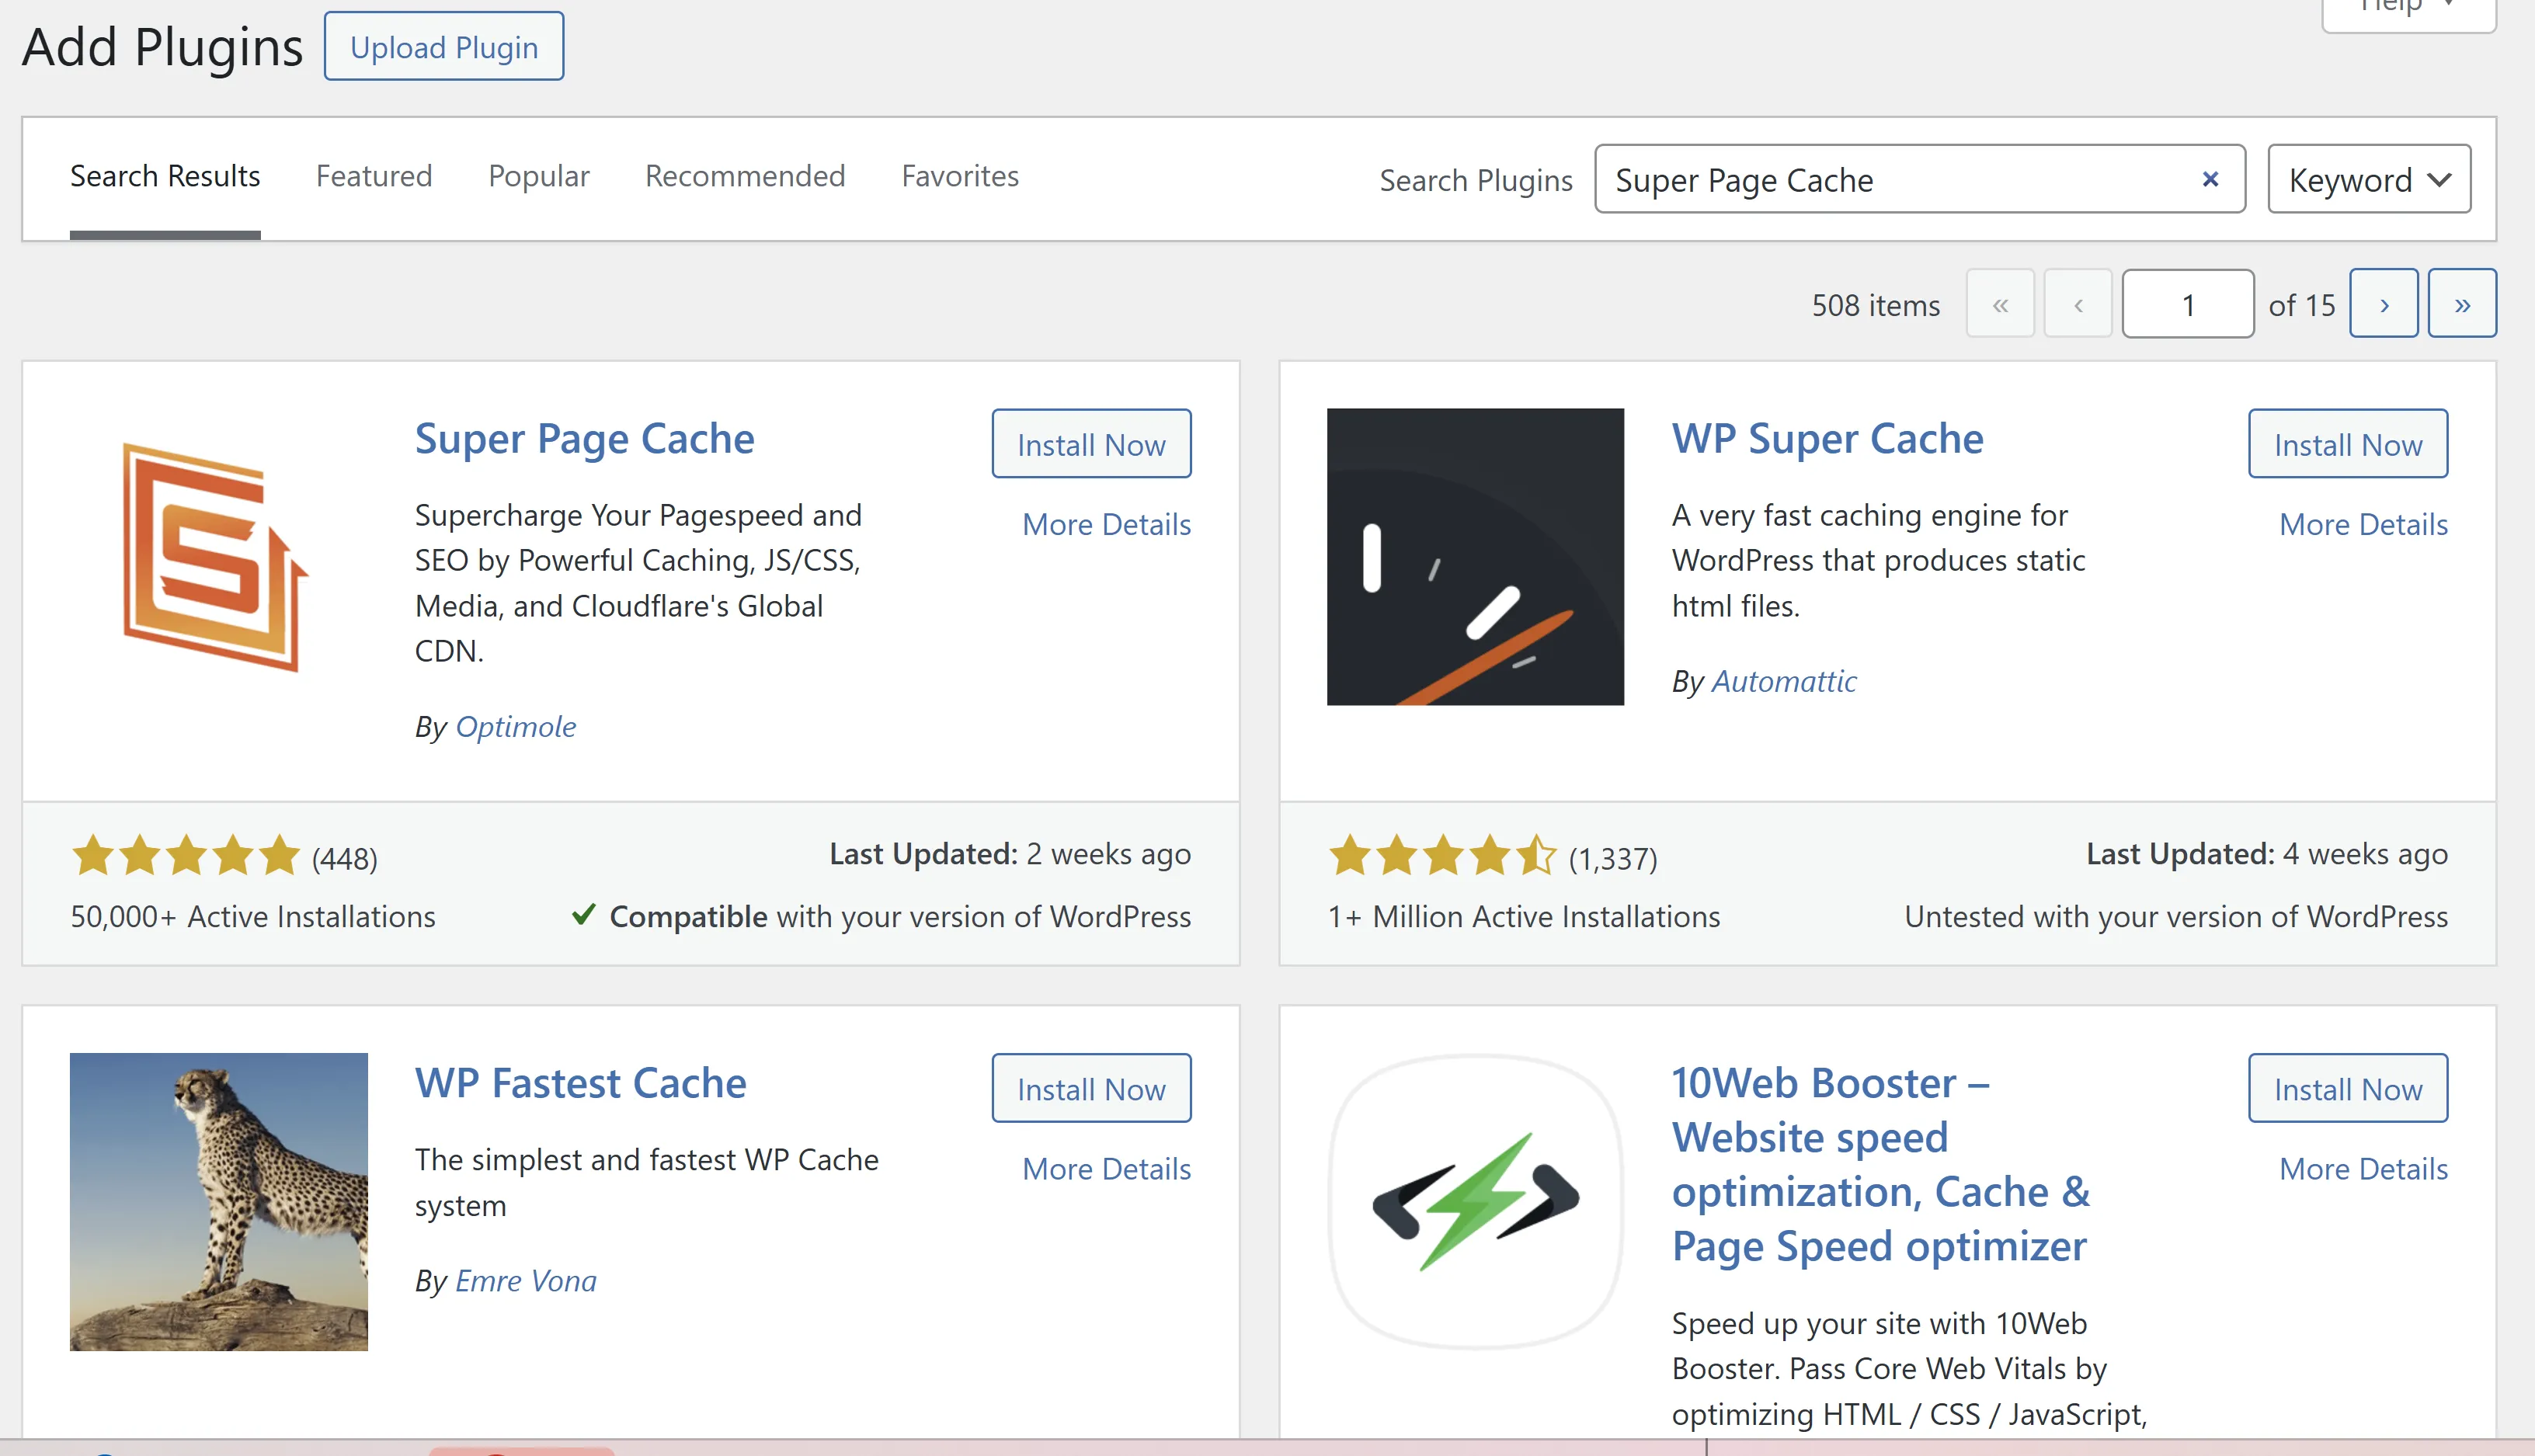 Help
Add Plugins
Upload Plugin
Search Results
Featured
Popular
Recommended
Favorites
Search Plugins
Super Page Cache
Keyword
508 items
«
‹
1
of 15
›
»
Super Page Cache
Install Now
More Details
Supercharge Your Pagespeed and
SEO by Powerful Caching, JS/CSS,
Media, and Cloudflare's Global
CDN.
By Optimole
(448)
Last Updated: 2 weeks ago
50,000+ Active Installations
Compatible with your version of WordPress
WP Super Cache
Install Now
More Details
A very fast caching engine for
WordPress that produces static
html files.
By Automattic
(1,337)
Last Updated: 4 weeks ago
1+ Million Active Installations
Untested with your version of WordPress
WP Fastest Cache
Install Now
More Details
The simplest and fastest WP Cache
system
By Emre Vona
10Web Booster –
Website speed
optimization, Cache &
Page Speed optimizer
Install Now
More Details
Speed up your site with 10Web
Booster. Pass Core Web Vitals by
optimizing HTML / CSS / JavaScript,